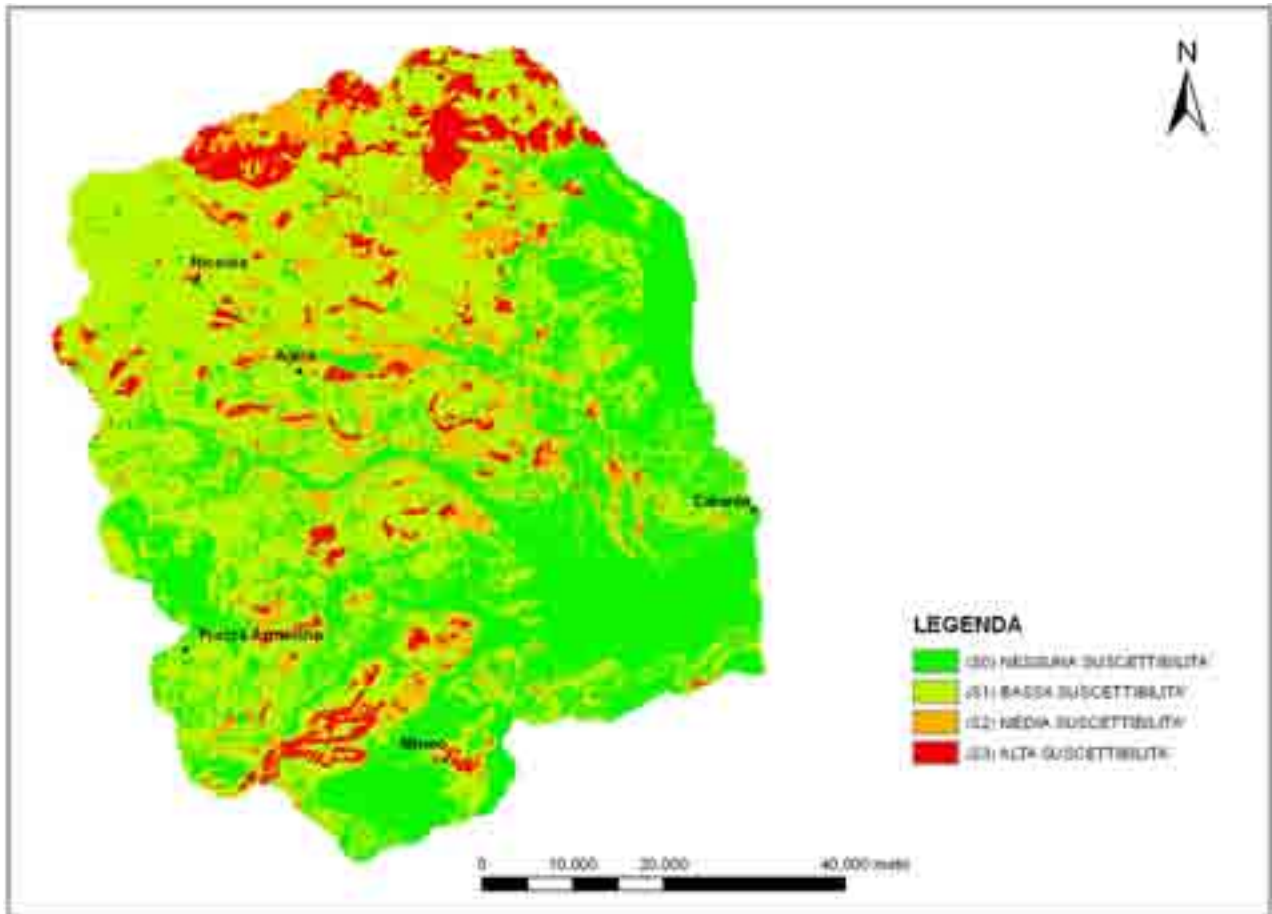 N
Nicosia
Agira
Catania
Piazza Armerina
Mineo
LEGENDA
(S0) NESSUNA SUSCETTIBILITA'
(S1) BASSA SUSCETTIBILITA'
(S2) MEDIA SUSCETTIBILITA'
(S3) ALTA SUSCETTIBILITA'
0 10.000 20.000 40.000 metri